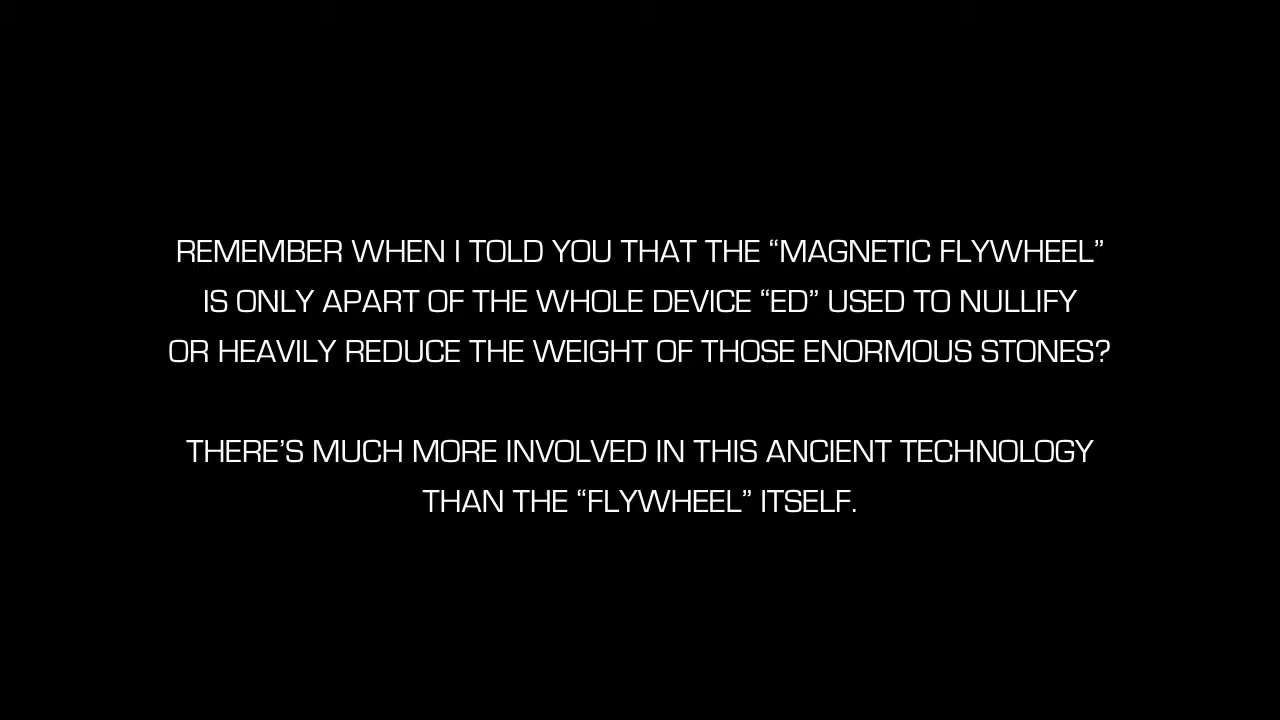 REMEMBER WHEN I TOLD YOU THAT THE “MAGNETIC FLYWHEEL”
IS ONLY APART OF THE WHOLE DEVICE “ED” USED TO NULLIFY
OR HEAVILY REDUCE THE WEIGHT OF THOSE ENORMOUS STONES?
THERE’S MUCH MORE INVOLVED IN THIS ANCIENT TECHNOLOGY
THAN THE “FLYWHEEL” ITSELF.